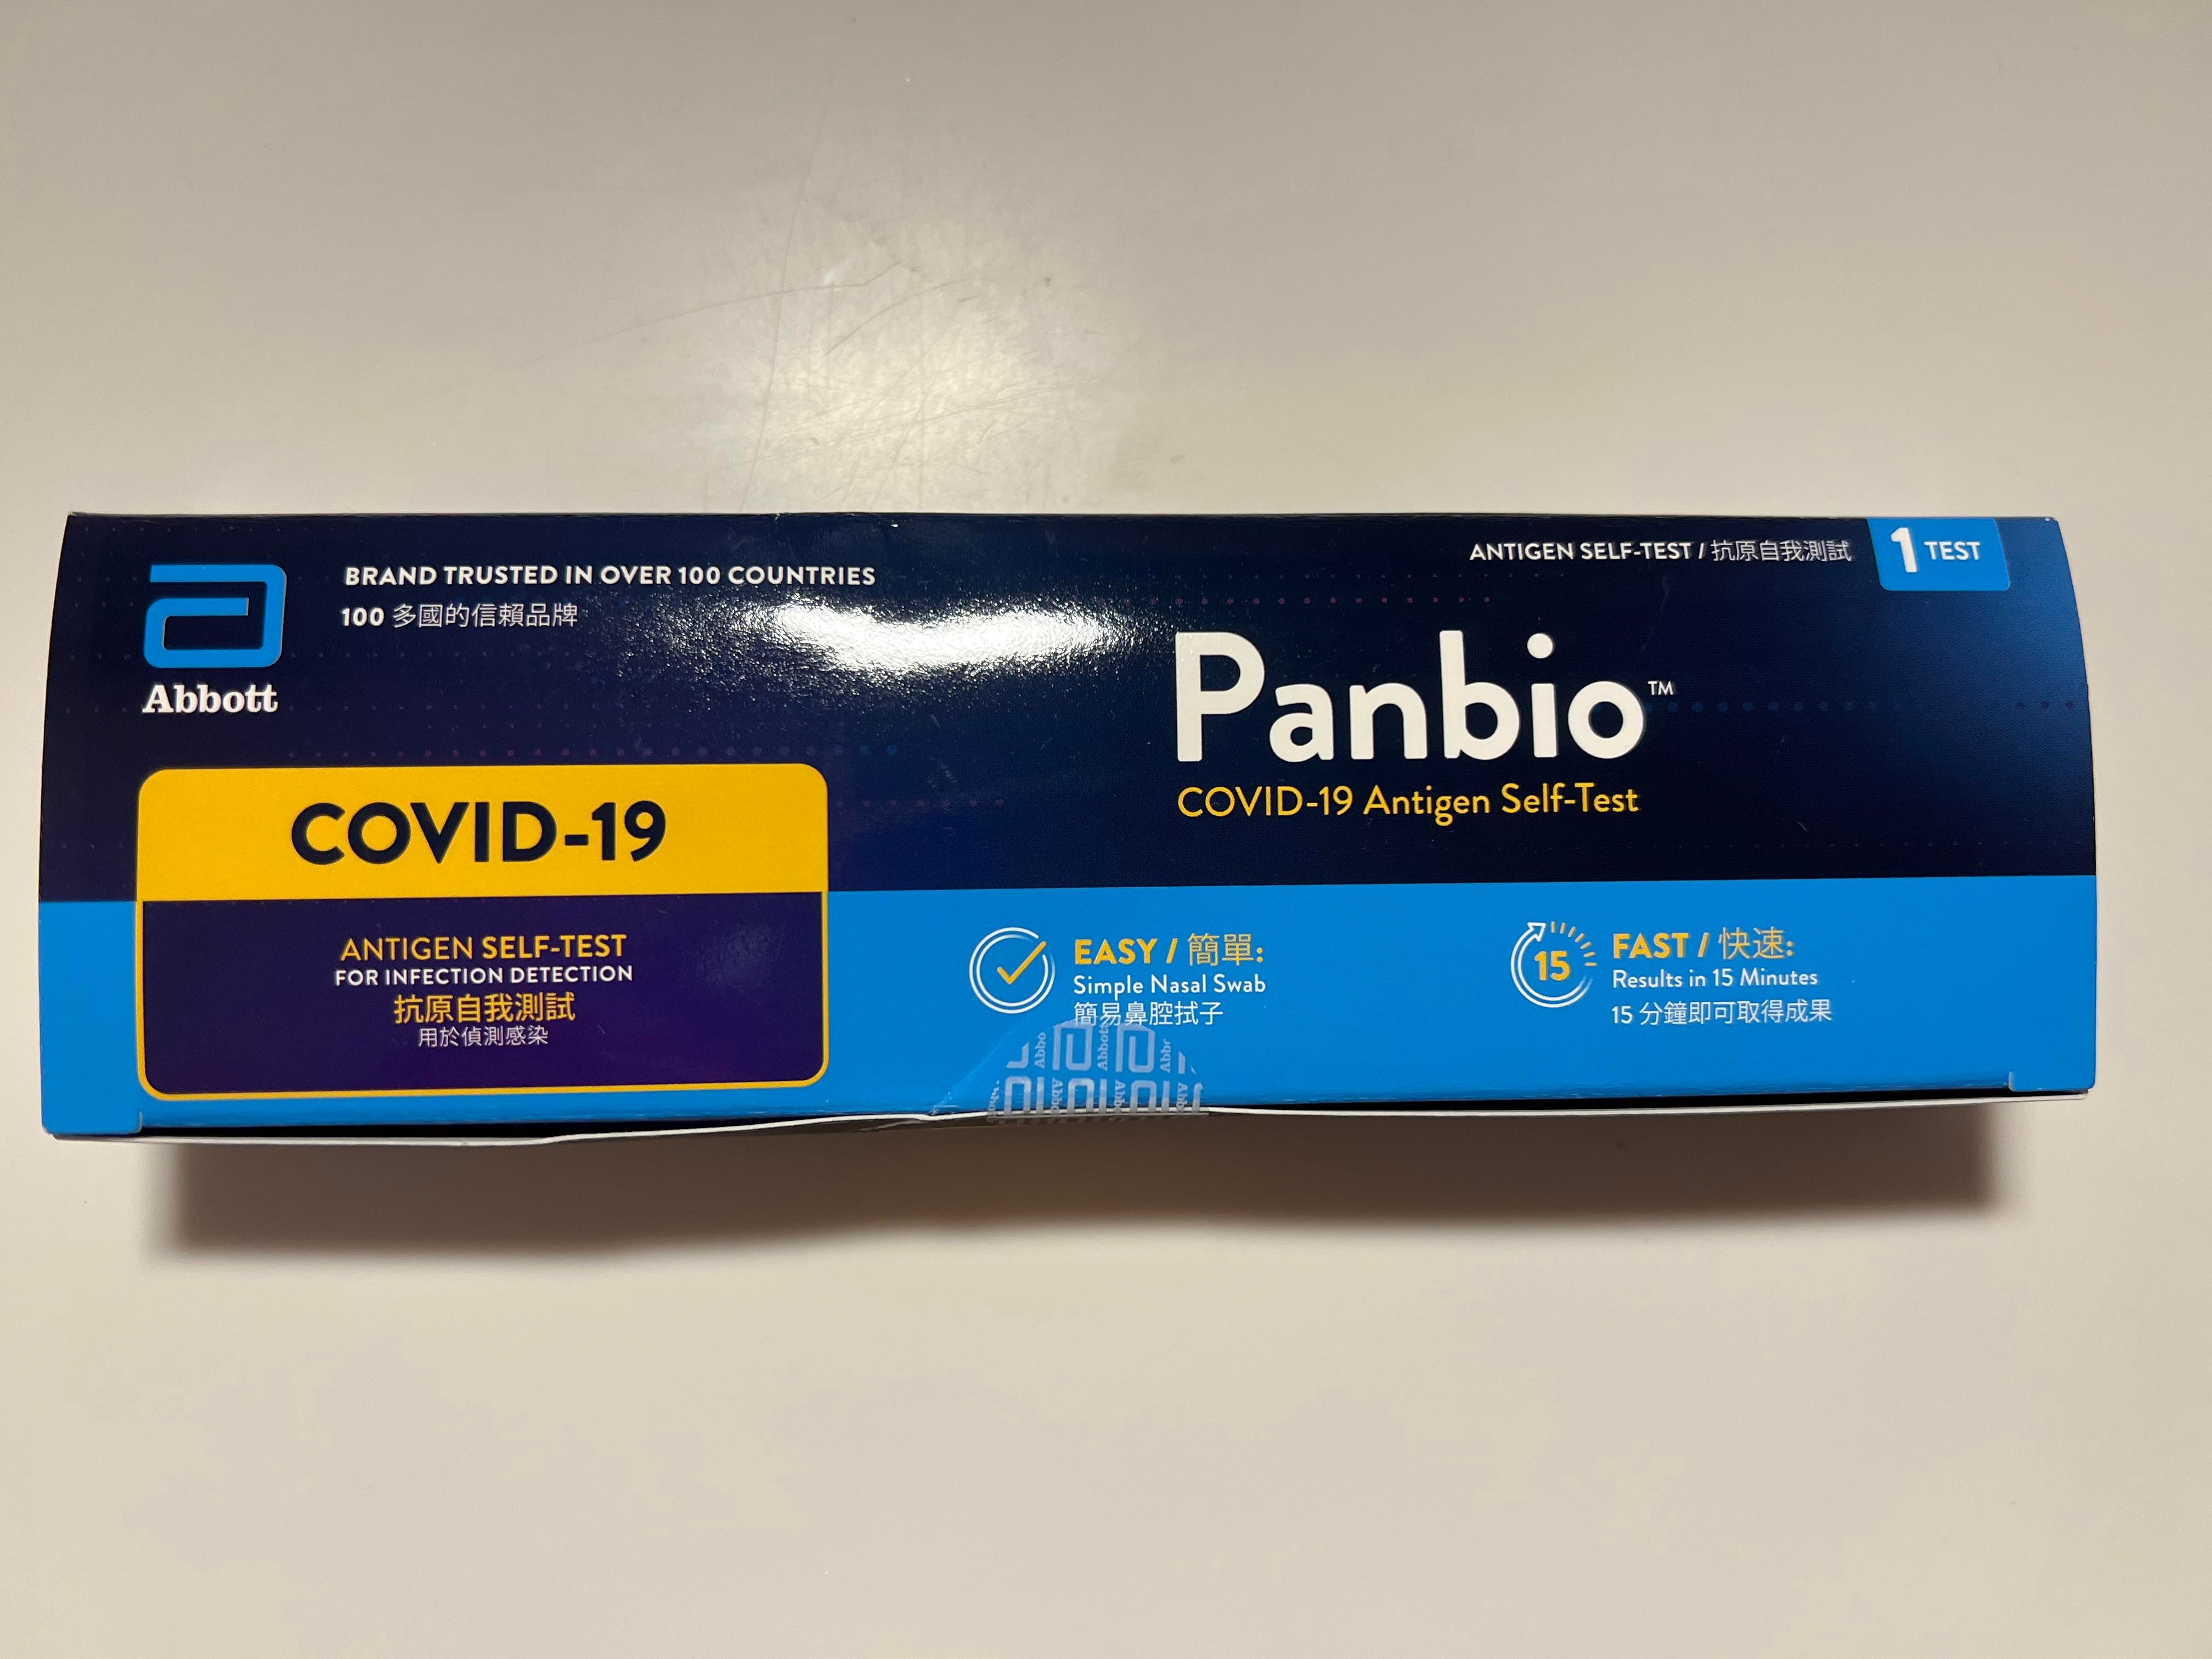 Abbott
BRAND TRUSTED IN OVER 100 COUNTRIES
100 多國的信賴品牌
ANTIGEN SELF-TEST / 抗原自我測試
1 TEST
Panbio™
COVID-19 Antigen Self-Test
COVID-19
ANTIGEN SELF-TEST
FOR INFECTION DETECTION
抗原自我測試
用於偵測感染
EASY / 簡單:
Simple Nasal Swab
簡易鼻腔拭子
15
FAST / 快速:
Results in 15 Minutes
15 分鐘即可取得成果
Abbott